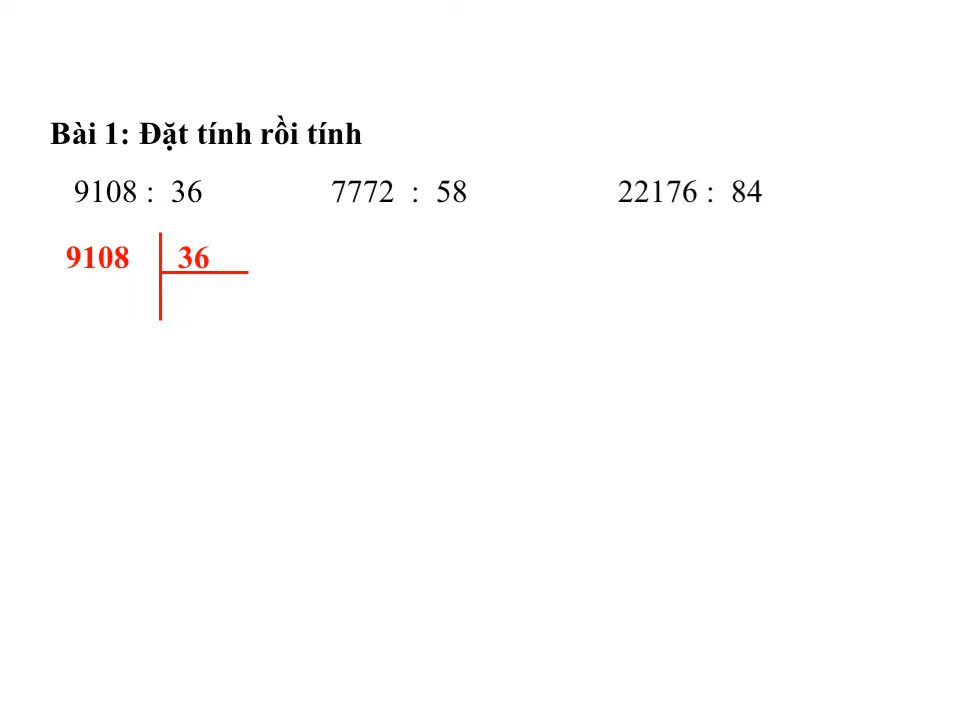 Bài 1: Đặt tính rồi tính
9108 : 36 7772 : 58 22176 : 84
9108 36